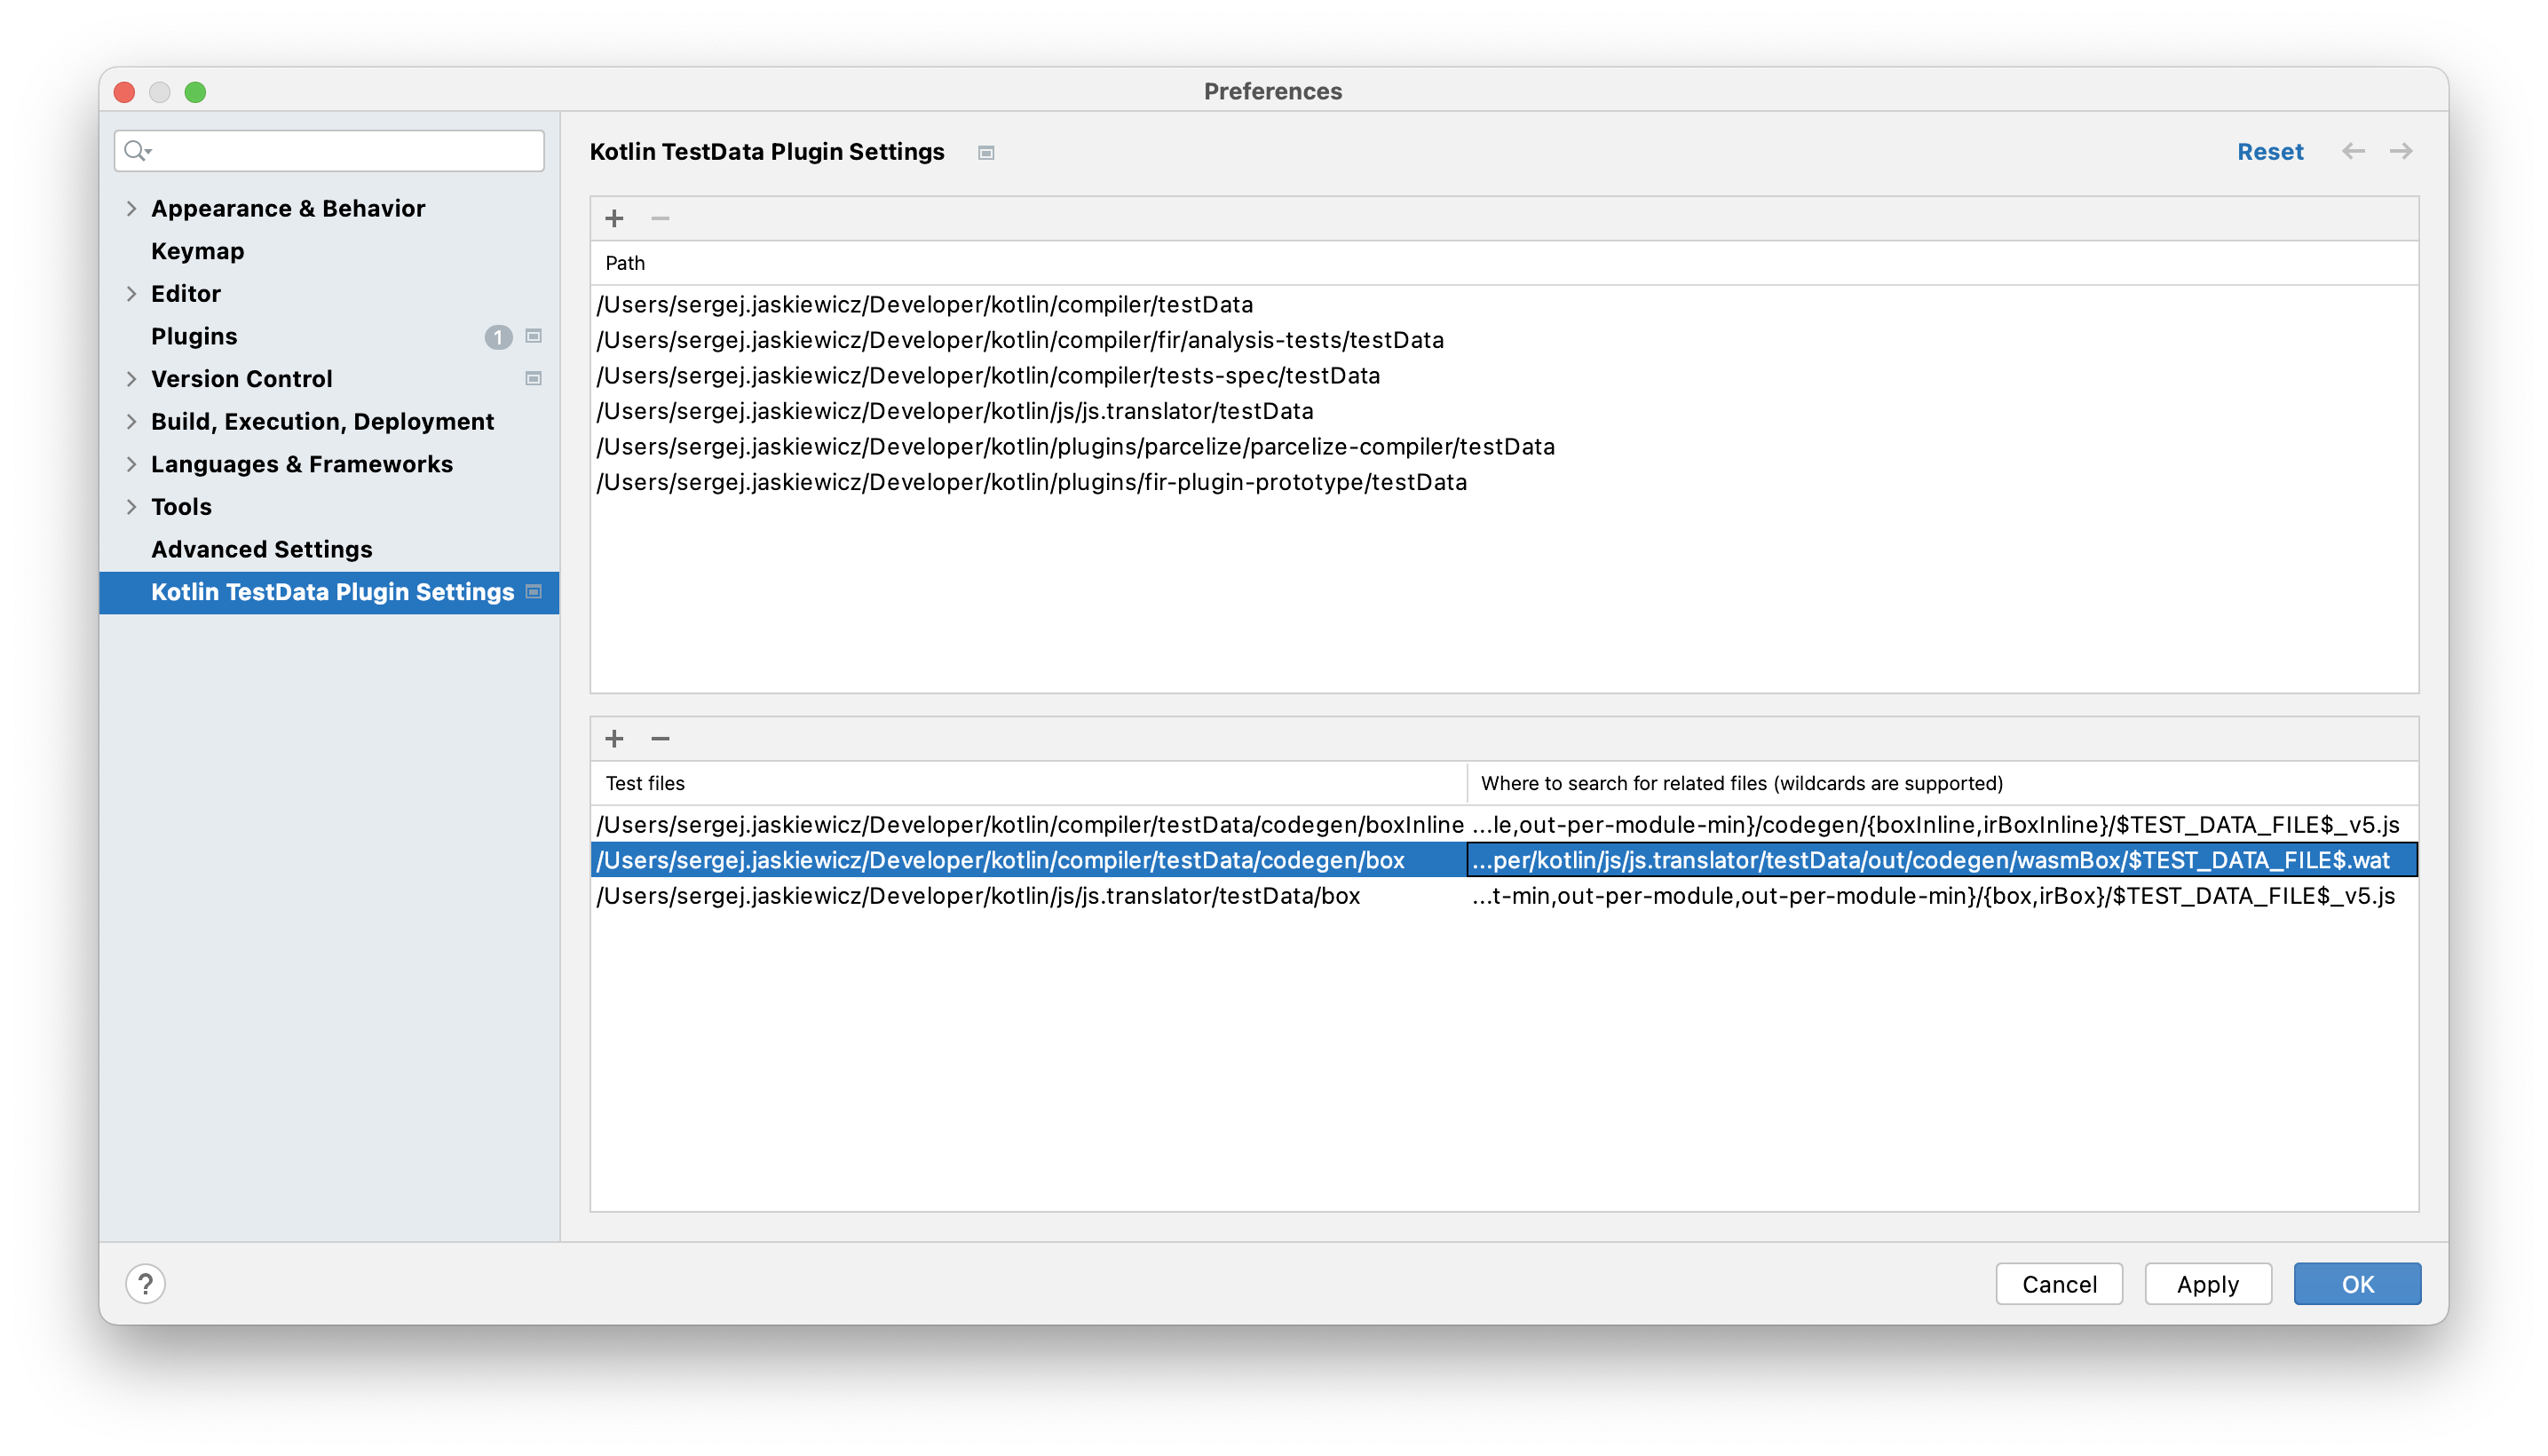 Preferences
Appearance & Behavior
Keymap
Editor
Plugins 1
Version Control
Build, Execution, Deployment
Languages & Frameworks
Tools
Advanced Settings
Kotlin TestData Plugin Settings
Kotlin TestData Plugin Settings
Reset
Path
/Users/sergej.jaskiewicz/Developer/kotlin/compiler/testData
/Users/sergej.jaskiewicz/Developer/kotlin/compiler/fir/analysis-tests/testData
/Users/sergej.jaskiewicz/Developer/kotlin/compiler/tests-spec/testData
/Users/sergej.jaskiewicz/Developer/kotlin/js/js.translator/testData
/Users/sergej.jaskiewicz/Developer/kotlin/plugins/parcelize/parcelize-compiler/testData
/Users/sergej.jaskiewicz/Developer/kotlin/plugins/fir-plugin-prototype/testData
Test files Where to search for related files (wildcards are supported)
/Users/sergej.jaskiewicz/Developer/kotlin/compiler/testData/codegen/boxInline ...le,out-per-module-min}/codegen/{boxInline,irBoxInline}/$TEST_DATA_FILE$_v5.js
/Users/sergej.jaskiewicz/Developer/kotlin/compiler/testData/codegen/box ...per/kotlin/js/js.translator/testData/out/codegen/wasmBox/$TEST_DATA_FILE$.wat
/Users/sergej.jaskiewicz/Developer/kotlin/js/js.translator/testData/box ...t-min,out-per-module,out-per-module-min}/{box,irBox}/$TEST_DATA_FILE$_v5.js
? Cancel Apply OK